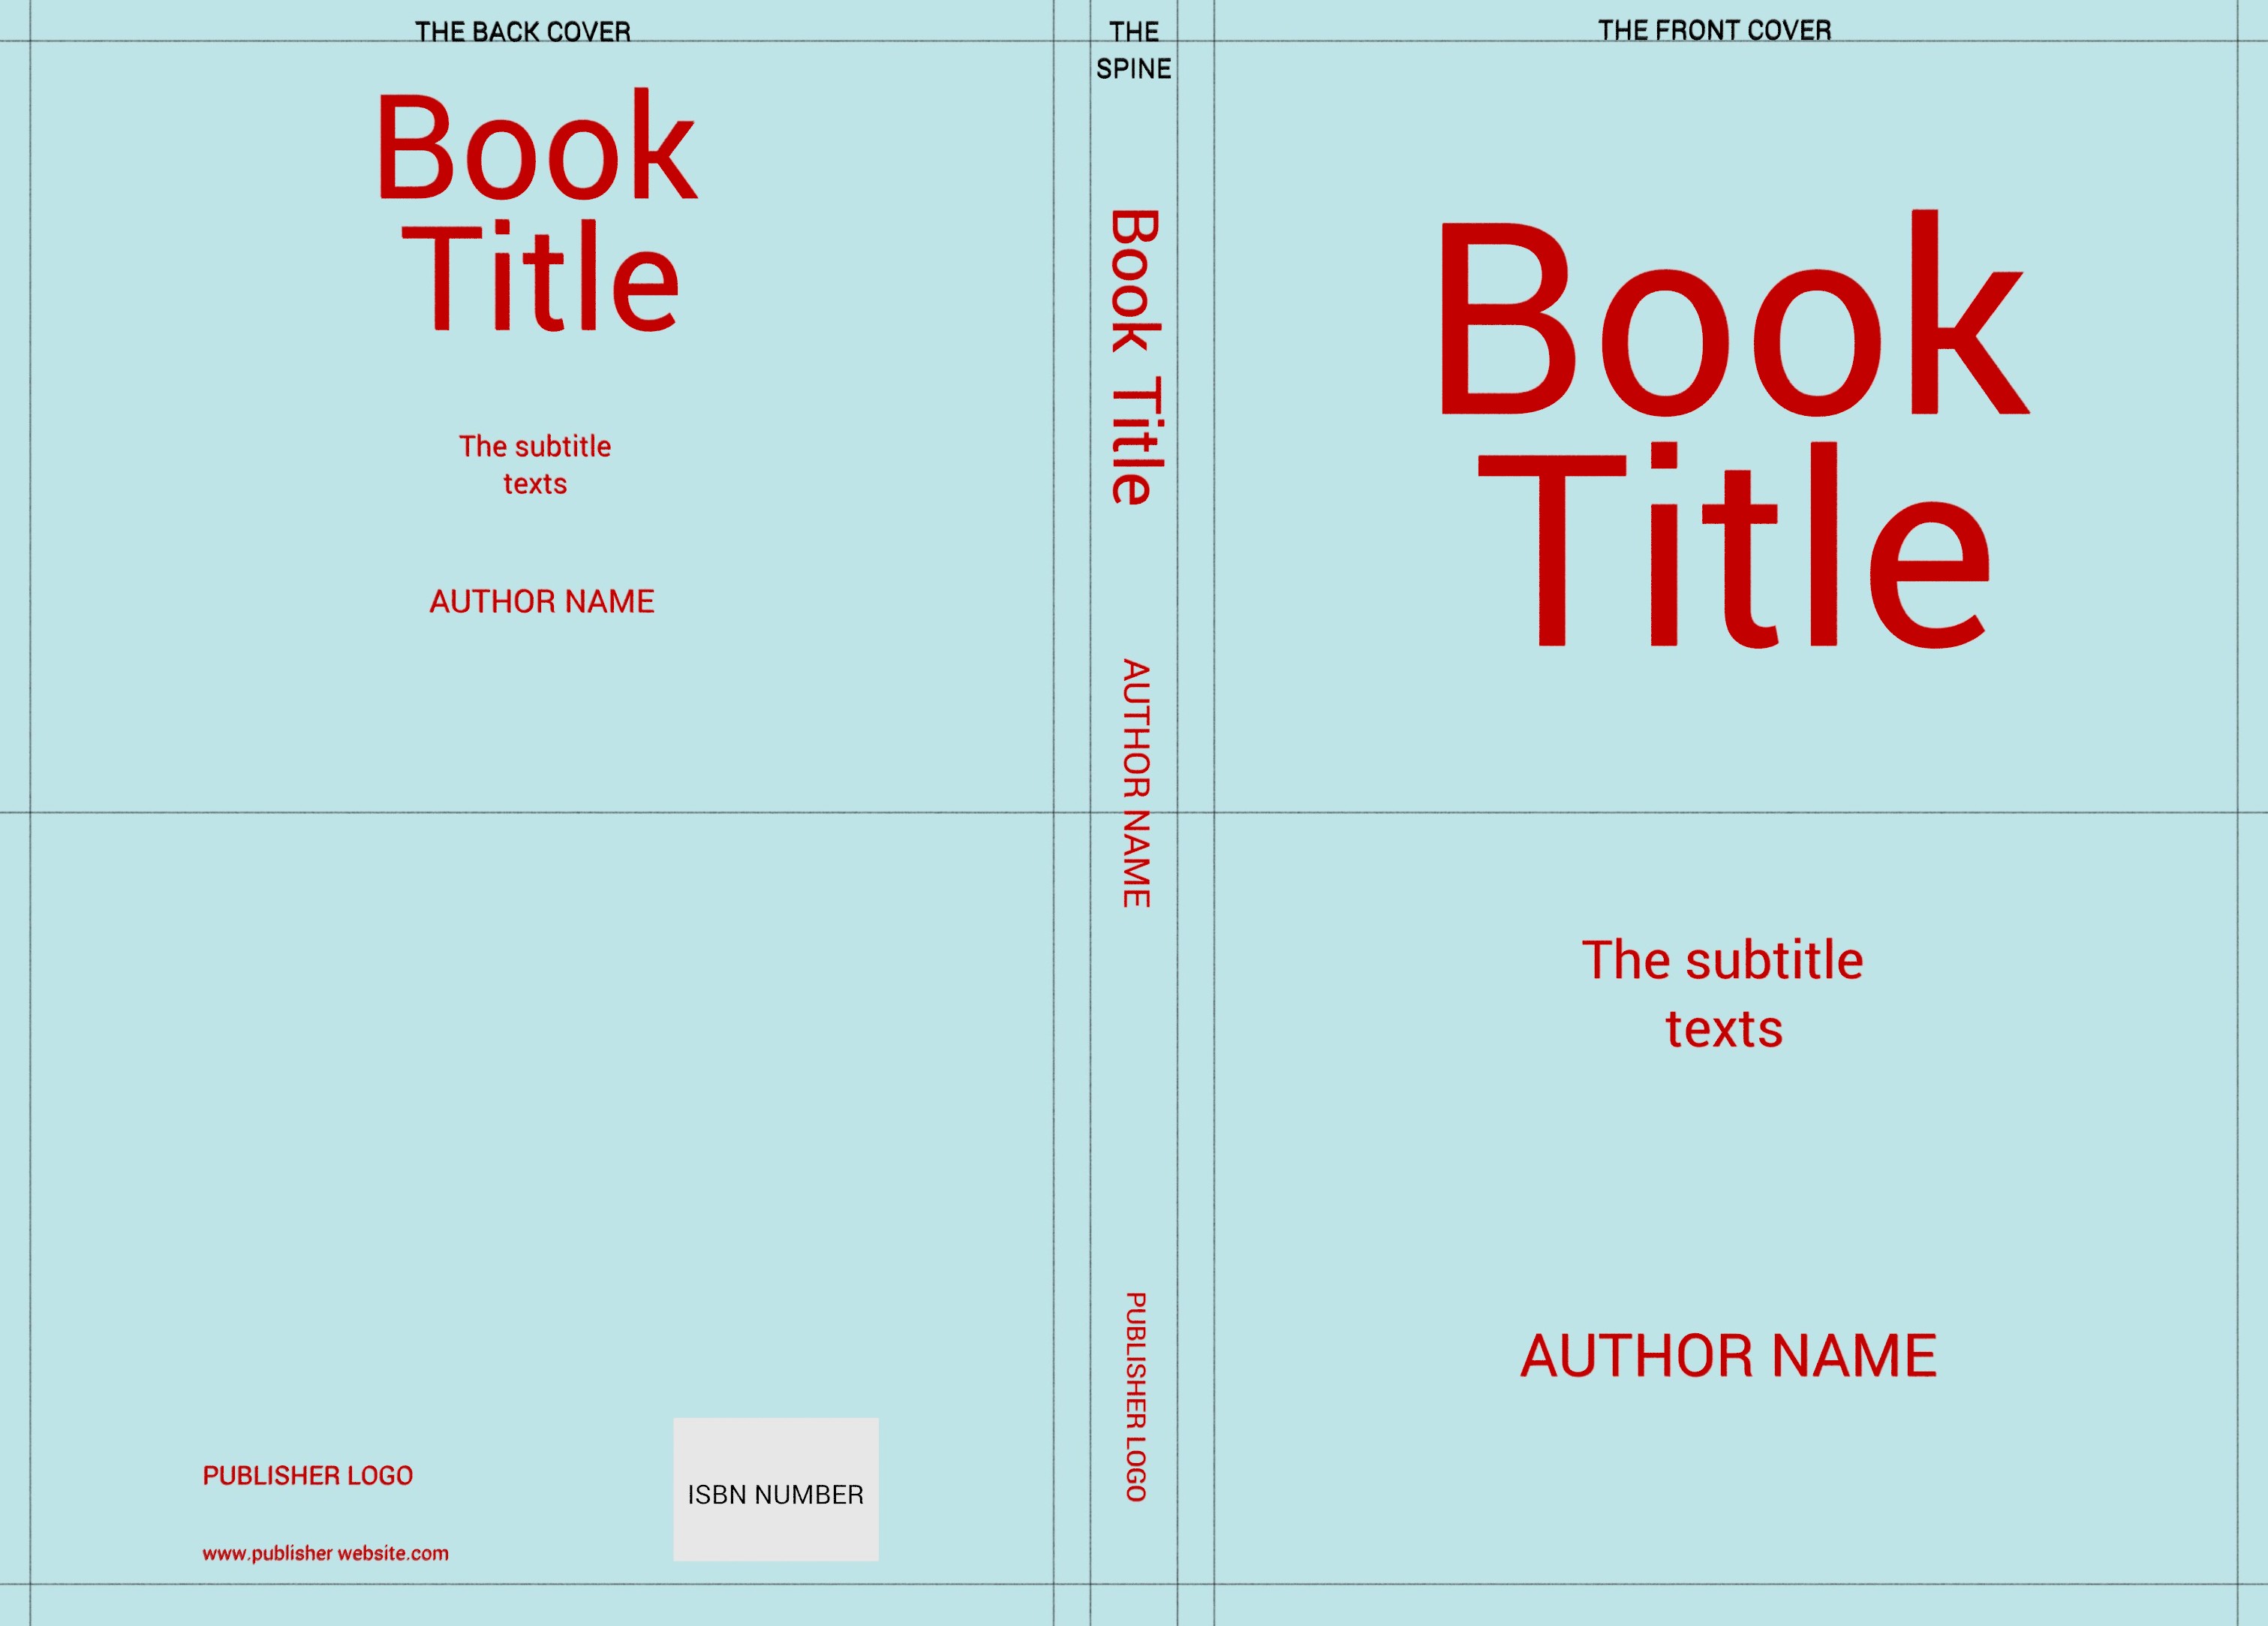 THE BACK COVER
Book
Title
The subtitle
texts
AUTHOR NAME
PUBLISHER LOGO
www.publisher website.com
ISBN NUMBER
THE
SPINE
Book Title
AUTHOR NAME
PUBLISHER LOGO
THE FRONT COVER
Book
Title
The subtitle
texts
AUTHOR NAME